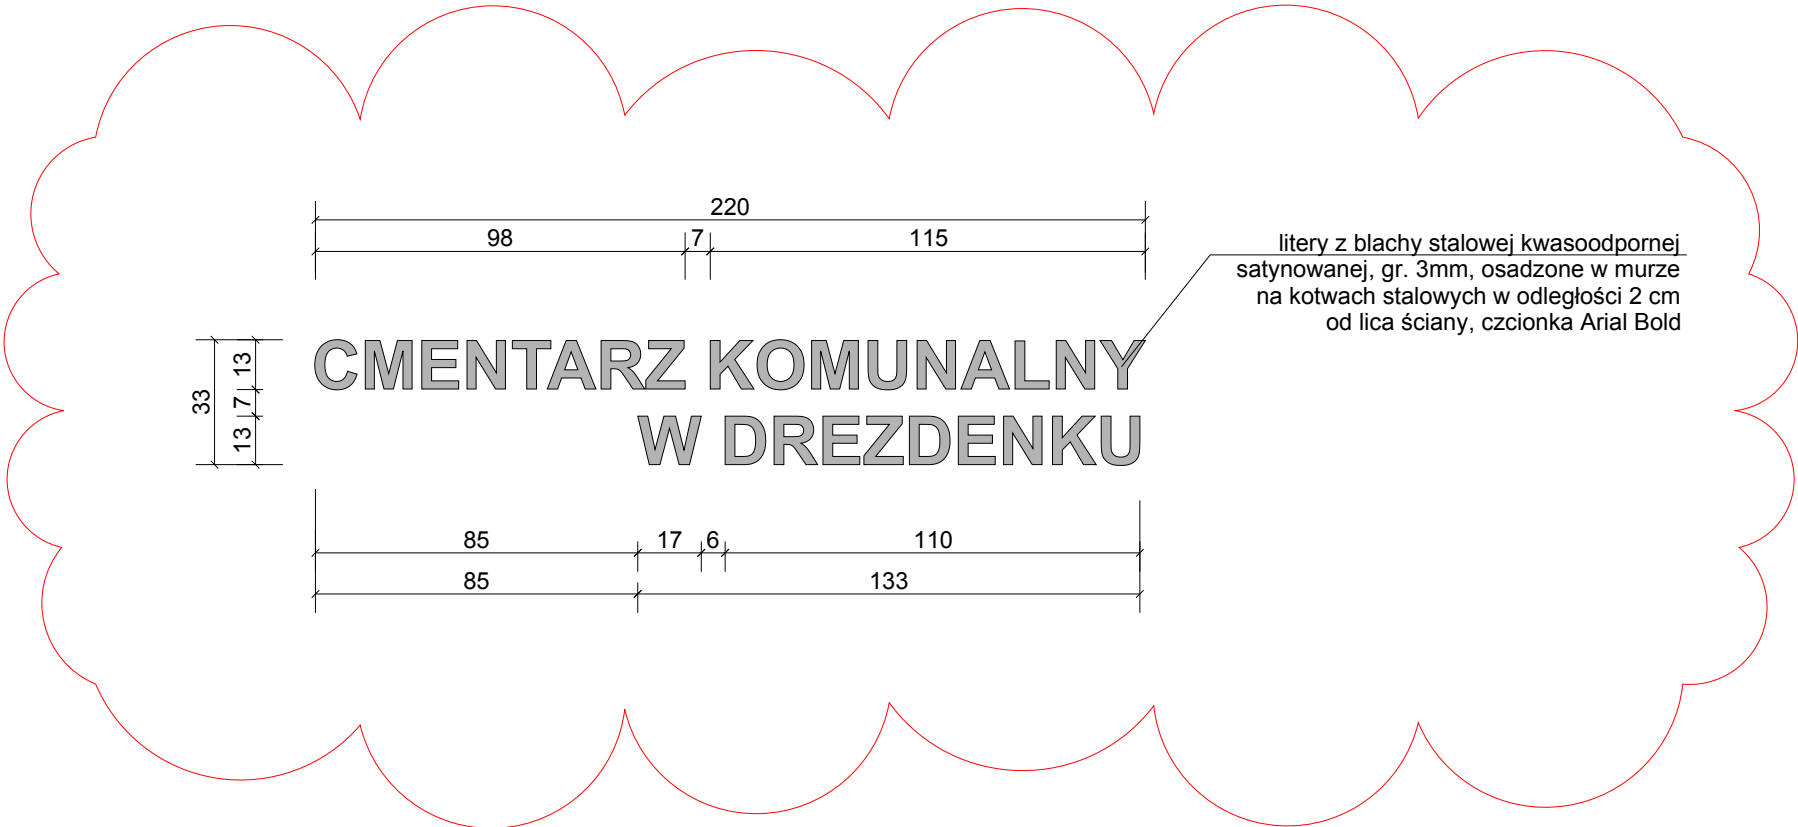 220
98 7 115
litery z blachy stalowej kwasoodpornej
satynowanej, gr. 3mm, osadzone w murze
na kotwach stalowych w odległości 2 cm
od lica ściany, czcionka Arial Bold
33
13
7
13
CMENTARZ KOMUNALNY
W DREZDENKU
85 17 6 110
85 133